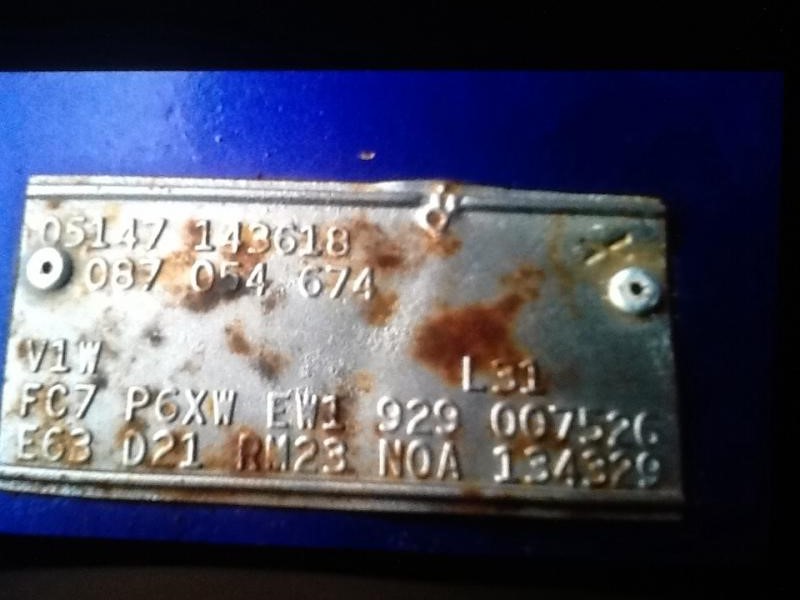 05147 143618 X
087 054 674
V1W L31
FC7 P6XW EW1 929 007526
E63 D21 RM23 N0A 134329